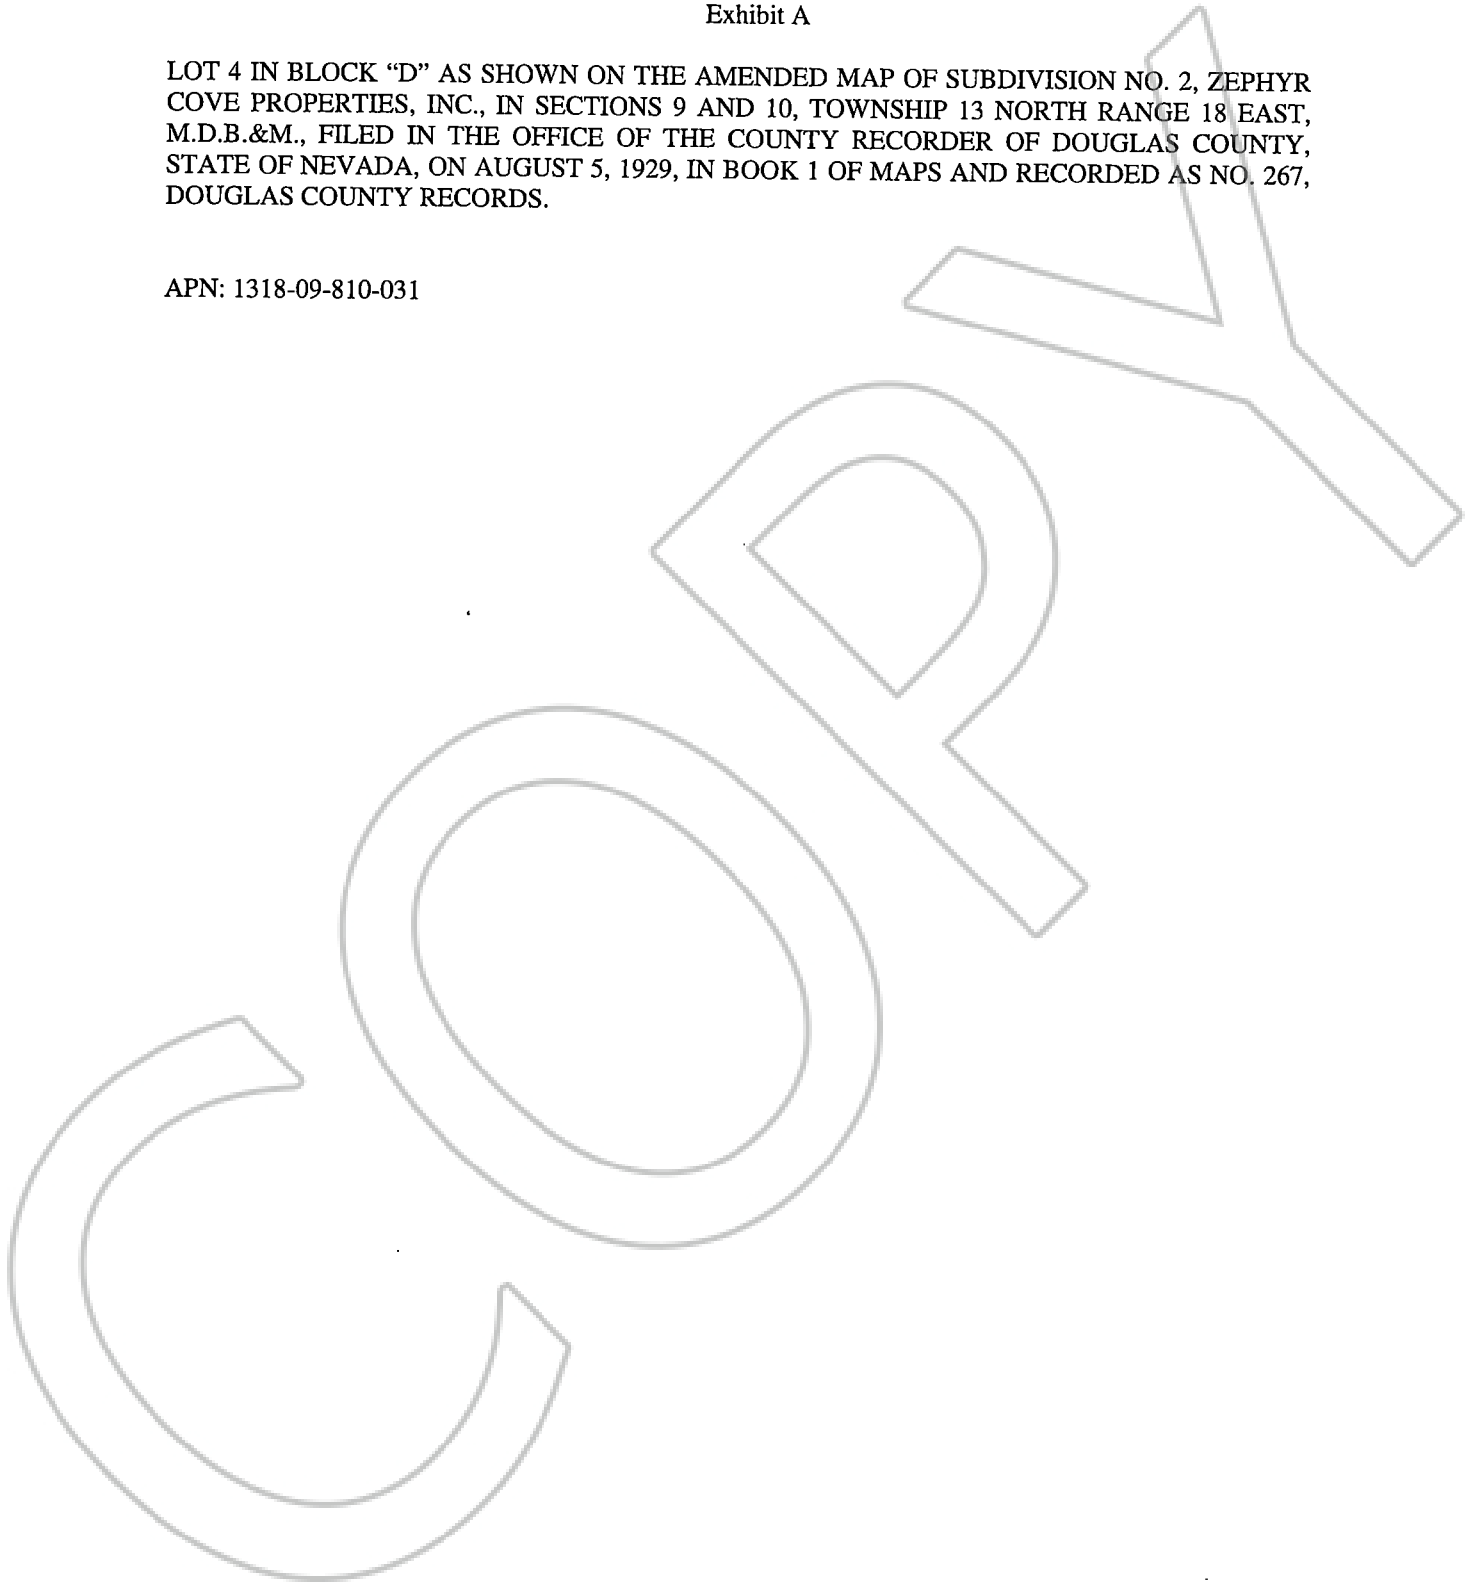 Exhibit A
LOT 4 IN BLOCK “D” AS SHOWN ON THE AMENDED MAP OF SUBDIVISION NO. 2, ZEPHYR
COVE PROPERTIES, INC., IN SECTIONS 9 AND 10, TOWNSHIP 13 NORTH RANGE 18 EAST,
M.D.B.&M., FILED IN THE OFFICE OF THE COUNTY RECORDER OF DOUGLAS COUNTY,
STATE OF NEVADA, ON AUGUST 5, 1929, IN BOOK 1 OF MAPS AND RECORDED AS NO. 267,
DOUGLAS COUNTY RECORDS.
APN: 1318-09-810-031
COPY